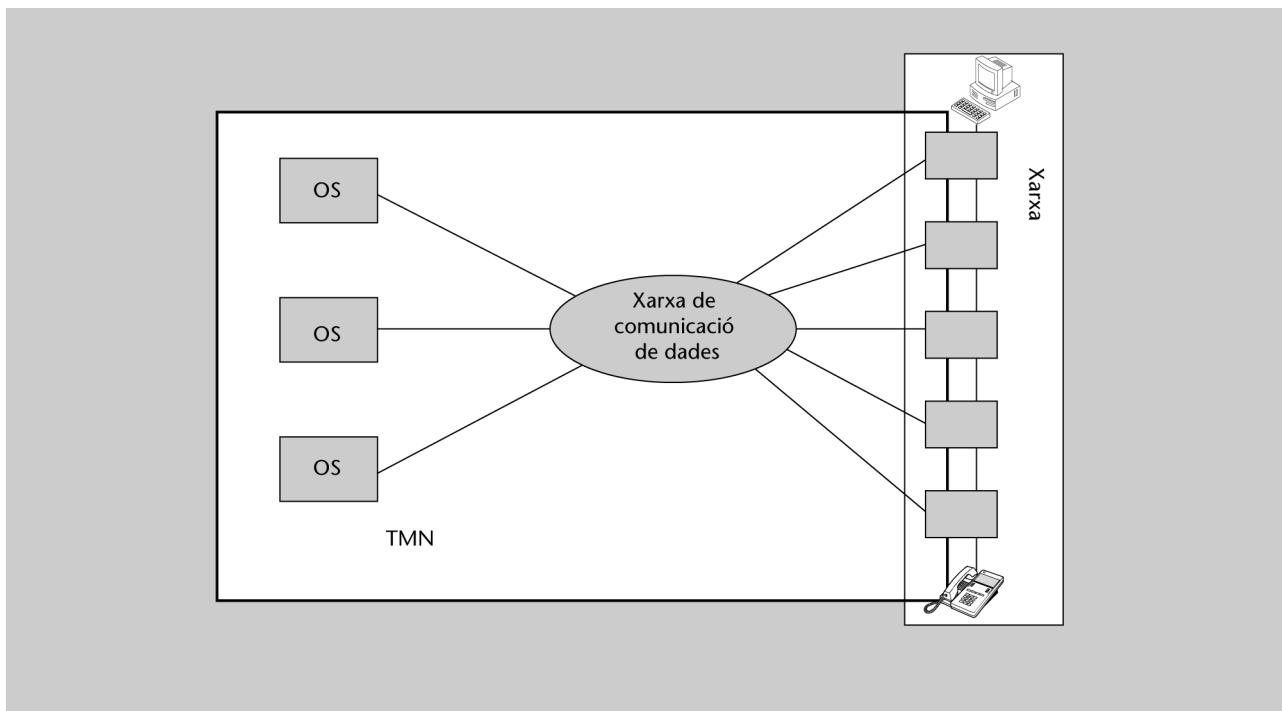 OS
OS
OS
TMN
Xarxa de
comunicació
de dades
Xarxa